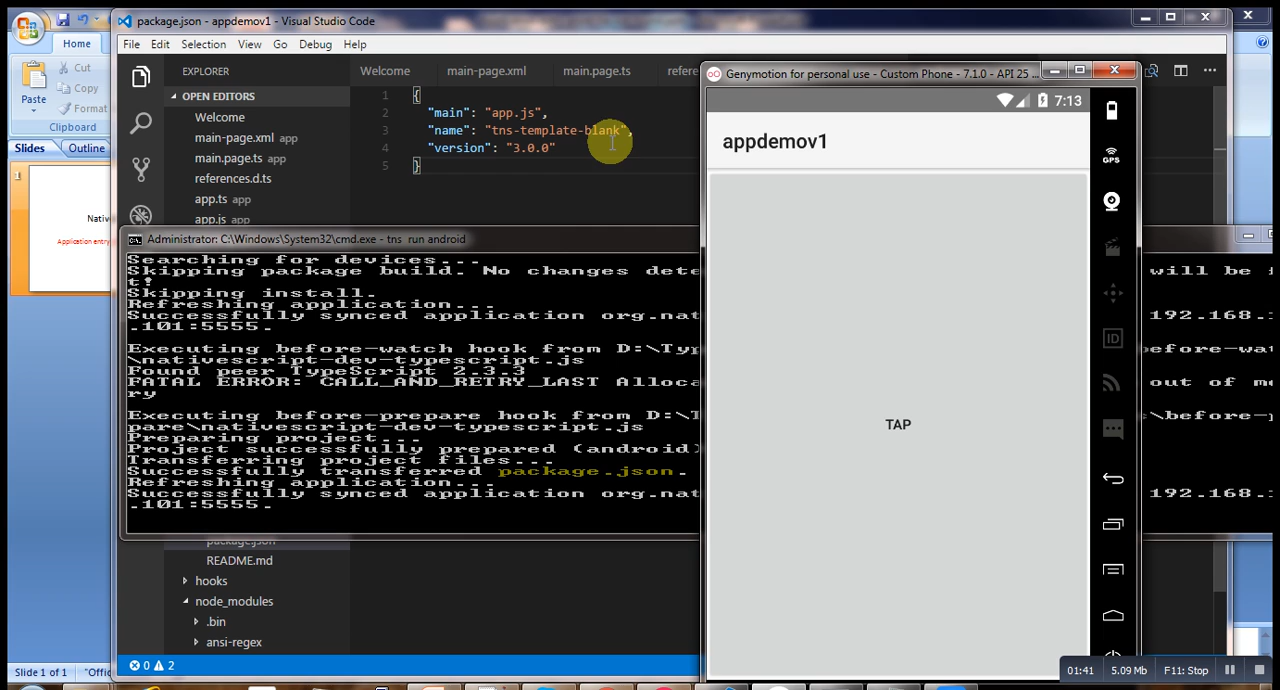 package.json - appdemov1 - Visual Studio Code
Home
Cut
Copy
Format
Paste
Clipboard
Slides
Outline
1
Nativ
Application entry
Slide 1 of 1
"Offic
File Edit Selection View Go Debug Help
EXPLORER
OPEN EDITORS
Welcome
main-page.xml app
main.page.ts app
references.d.ts
app.ts app
app.js app
package.json
README.md
hooks
node_modules
.bin
ansi-regex
0 2
Welcome main-page.xml main.page.ts refere
1 {
2 "main": "app.js",
3 "name": "tns-template-blank",
4 "version": "3.0.0"
5 }
Administrator: C:\Windows\System32\cmd.exe - tns run android
Searching for devices...
Skipping package build. No changes dete will be f
t!
Skipping install.
Refreshing application...
Successfully synced application org.nat 192.168.
.101:5555.
Executing before-watch hook from D:\Typ efore-wat
\nativescript-dev-typescript.js
Found peer TypeScript 2.3.3
FATAL ERROR: CALL_AND_RETRY_LAST Alloca out of me
ry
Executing before-prepare hook from D:\T e\before-p
pare\nativescript-dev-typescript.js
Preparing project...
Project successfully prepared (android)
Transferring project files...
Successfully transferred package.json.
Refreshing application...
Successfully synced application org.nat 192.168.
.101:5555.
Genymotion for personal use - Custom Phone - 7.1.0 - API 25 ...
7:13
appdemov1
TAP
GPS
ID
01:41 5.09 Mb F11: Stop